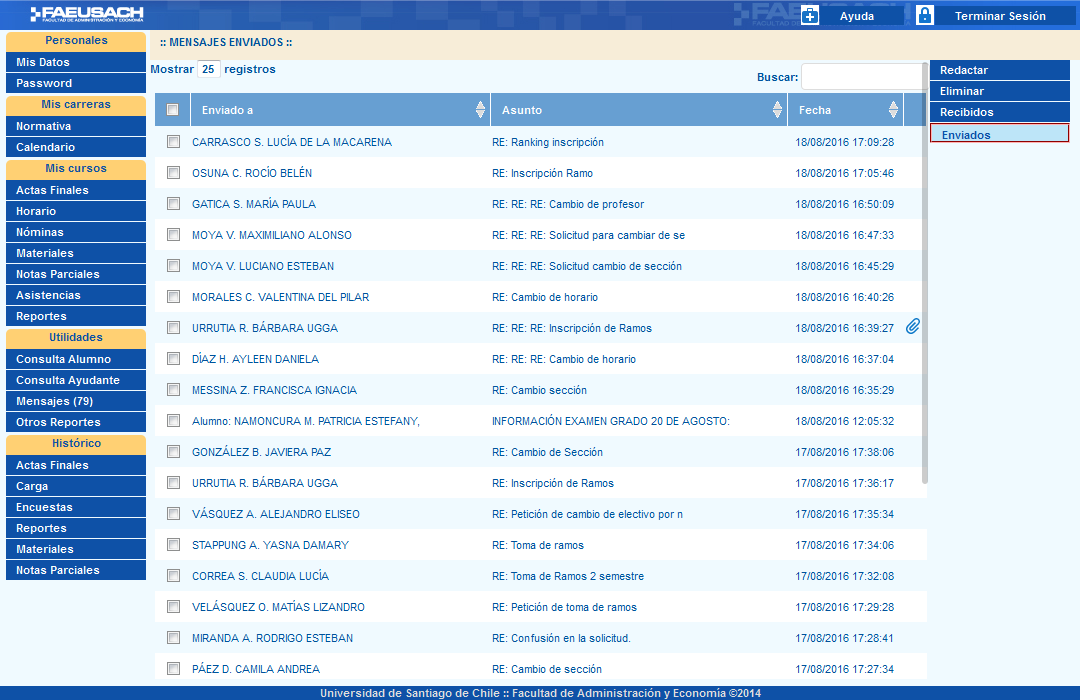 FAEUSACH
FACULTAD DE ADMINISTRACIÓN Y ECONOMÍA
FAEUSACH
Ayuda
Terminar Sesión
Personales
Mis Datos
Password
Mis carreras
Normativa
Calendario
Mis cursos
Actas Finales
Horario
Nóminas
Materiales
Notas Parciales
Asistencias
Reportes
Utilidades
Consulta Alumno
Consulta Ayudante
Mensajes (79)
Otros Reportes
Histórico
Actas Finales
Carga
Encuestas
Reportes
Materiales
Notas Parciales
:: MENSAJES ENVIADOS ::
Mostrar 25 registros
Buscar:
Enviado a Asunto Fecha
CARRASCO S. LUCÍA DE LA MACARENA RE: Ranking inscripción 18/08/2016 17:09:28
OSUNA C. ROCÍO BELÉN RE: Inscripción Ramo 18/08/2016 17:05:46
GATICA S. MARÍA PAULA RE: RE: RE: Cambio de profesor 18/08/2016 16:50:09
MOYA V. MAXIMILIANO ALONSO RE: RE: RE: Solicitud para cambiar de se 18/08/2016 16:47:33
MOYA V. LUCIANO ESTEBAN RE: RE: RE: Solicitud cambio de sección 18/08/2016 16:45:29
MORALES C. VALENTINA DEL PILAR RE: Cambio de horario 18/08/2016 16:40:26
URRUTIA R. BÁRBARA UGGA RE: RE: RE: Inscripción de Ramos 18/08/2016 16:39:27
DÍAZ H. AYLEEN DANIELA RE: RE: RE: Cambio de horario 18/08/2016 16:37:04
MESSINA Z. FRANCISCA IGNACIA RE: Cambio sección 18/08/2016 16:35:29
Alumno: NAMONCURA M. PATRICIA ESTEFANY, INFORMACIÓN EXAMEN GRADO 20 DE AGOSTO: 18/08/2016 12:05:32
GONZÁLEZ B. JAVIERA PAZ RE: Cambio de Sección 17/08/2016 17:38:06
URRUTIA R. BÁRBARA UGGA RE: Inscripción de Ramos 17/08/2016 17:36:17
VÁSQUEZ A. ALEJANDRO ELISEO RE: Petición de cambio de electivo por n 17/08/2016 17:35:34
STAPPUNG A. YASNA DAMARY RE: Toma de ramos 17/08/2016 17:34:06
CORREA S. CLAUDIA LUCÍA RE: Toma de Ramos 2 semestre 17/08/2016 17:32:08
VELÁSQUEZ O. MATÍAS LIZANDRO RE: Petición de toma de ramos 17/08/2016 17:29:28
MIRANDA A. RODRIGO ESTEBAN RE: Confusión en la solicitud. 17/08/2016 17:28:41
PÁEZ D. CAMILA ANDREA RE: Cambio de sección 17/08/2016 17:27:34
Redactar
Eliminar
Recibidos
Enviados
Universidad de Santiago de Chile :: Facultad de Administración y Economía ©2014